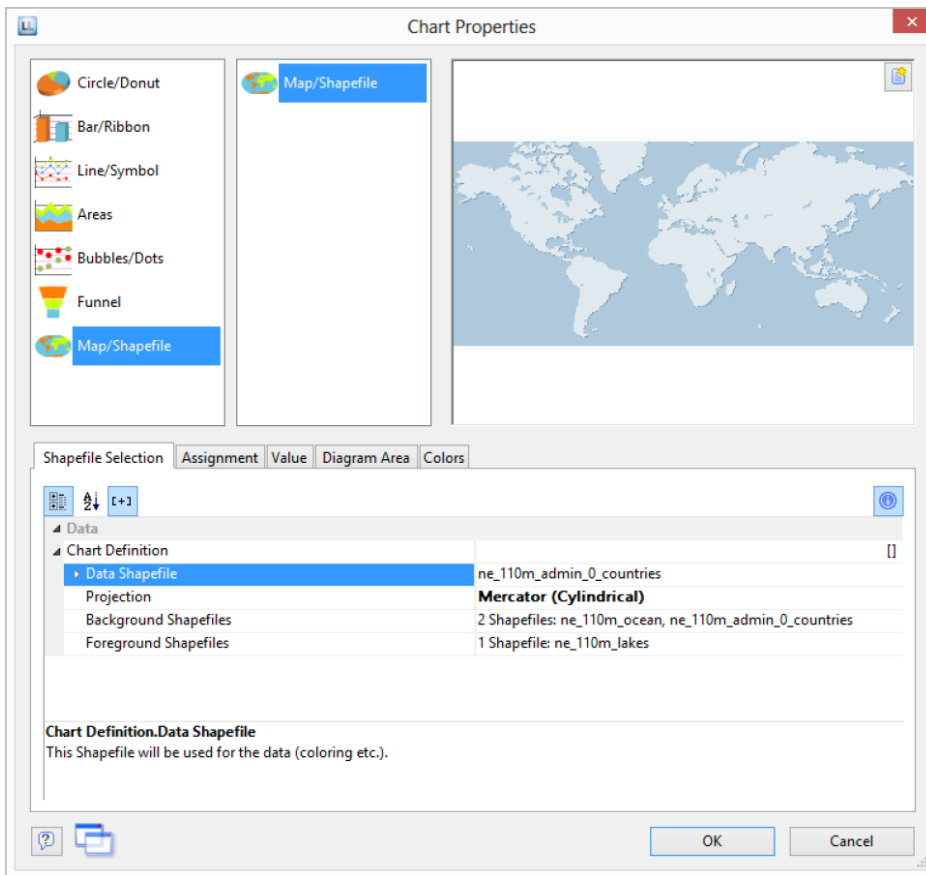 LL
Chart Properties
Circle/Donut
Bar/Ribbon
Line/Symbol
Areas
Bubbles/Dots
Funnel
Map/Shapefile
Map/Shapefile
Shapefile Selection Assignment Value Diagram Area Colors
A Z [+]
Data
Chart Definition []
Data Shapefile ne_110m_admin_0_countries
Projection Mercator (Cylindrical)
Background Shapefiles 2 Shapefiles: ne_110m_ocean, ne_110m_admin_0_countries
Foreground Shapefiles 1 Shapefile: ne_110m_lakes
Chart Definition.Data Shapefile
This Shapefile will be used for the data (coloring etc.).
? OK Cancel